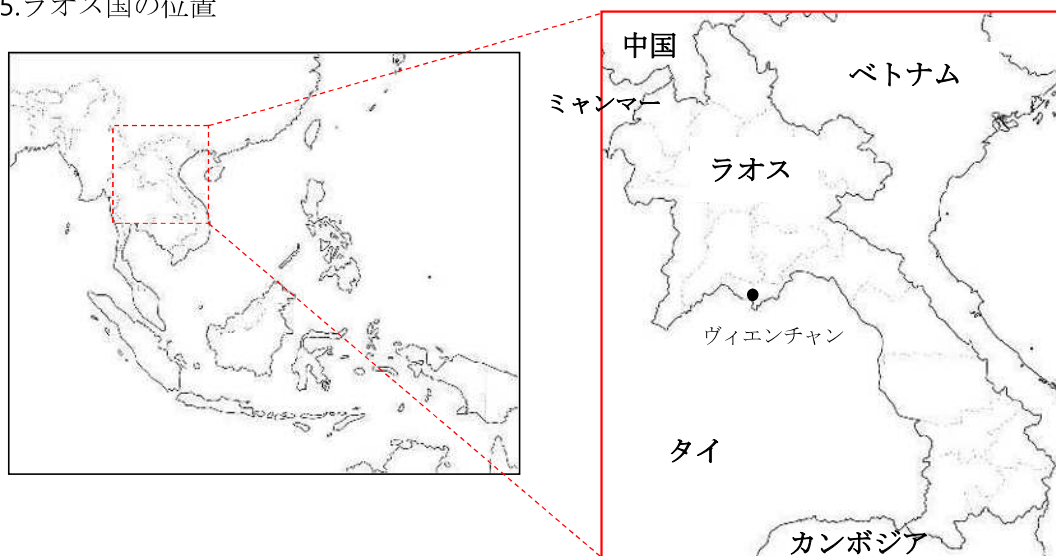 5.ラオス国の位置
中国
ベトナム
ミャンマー
ラオス
ヴィエンチャン
タイ
カンボジア